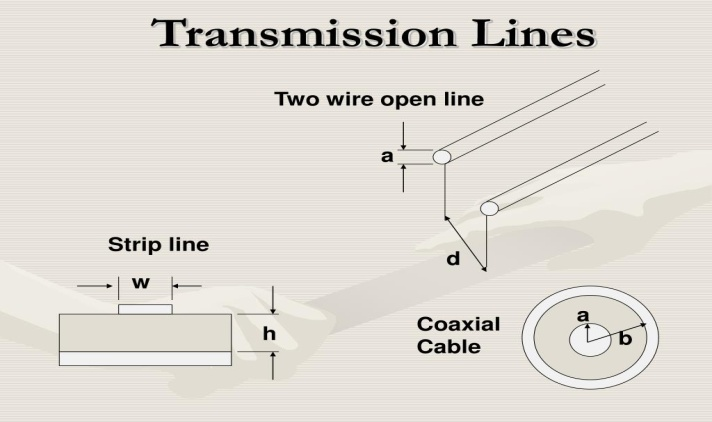 Transmission Lines
Two wire open line
a
d
Strip line
w
h
Coaxial
Cable
a
b